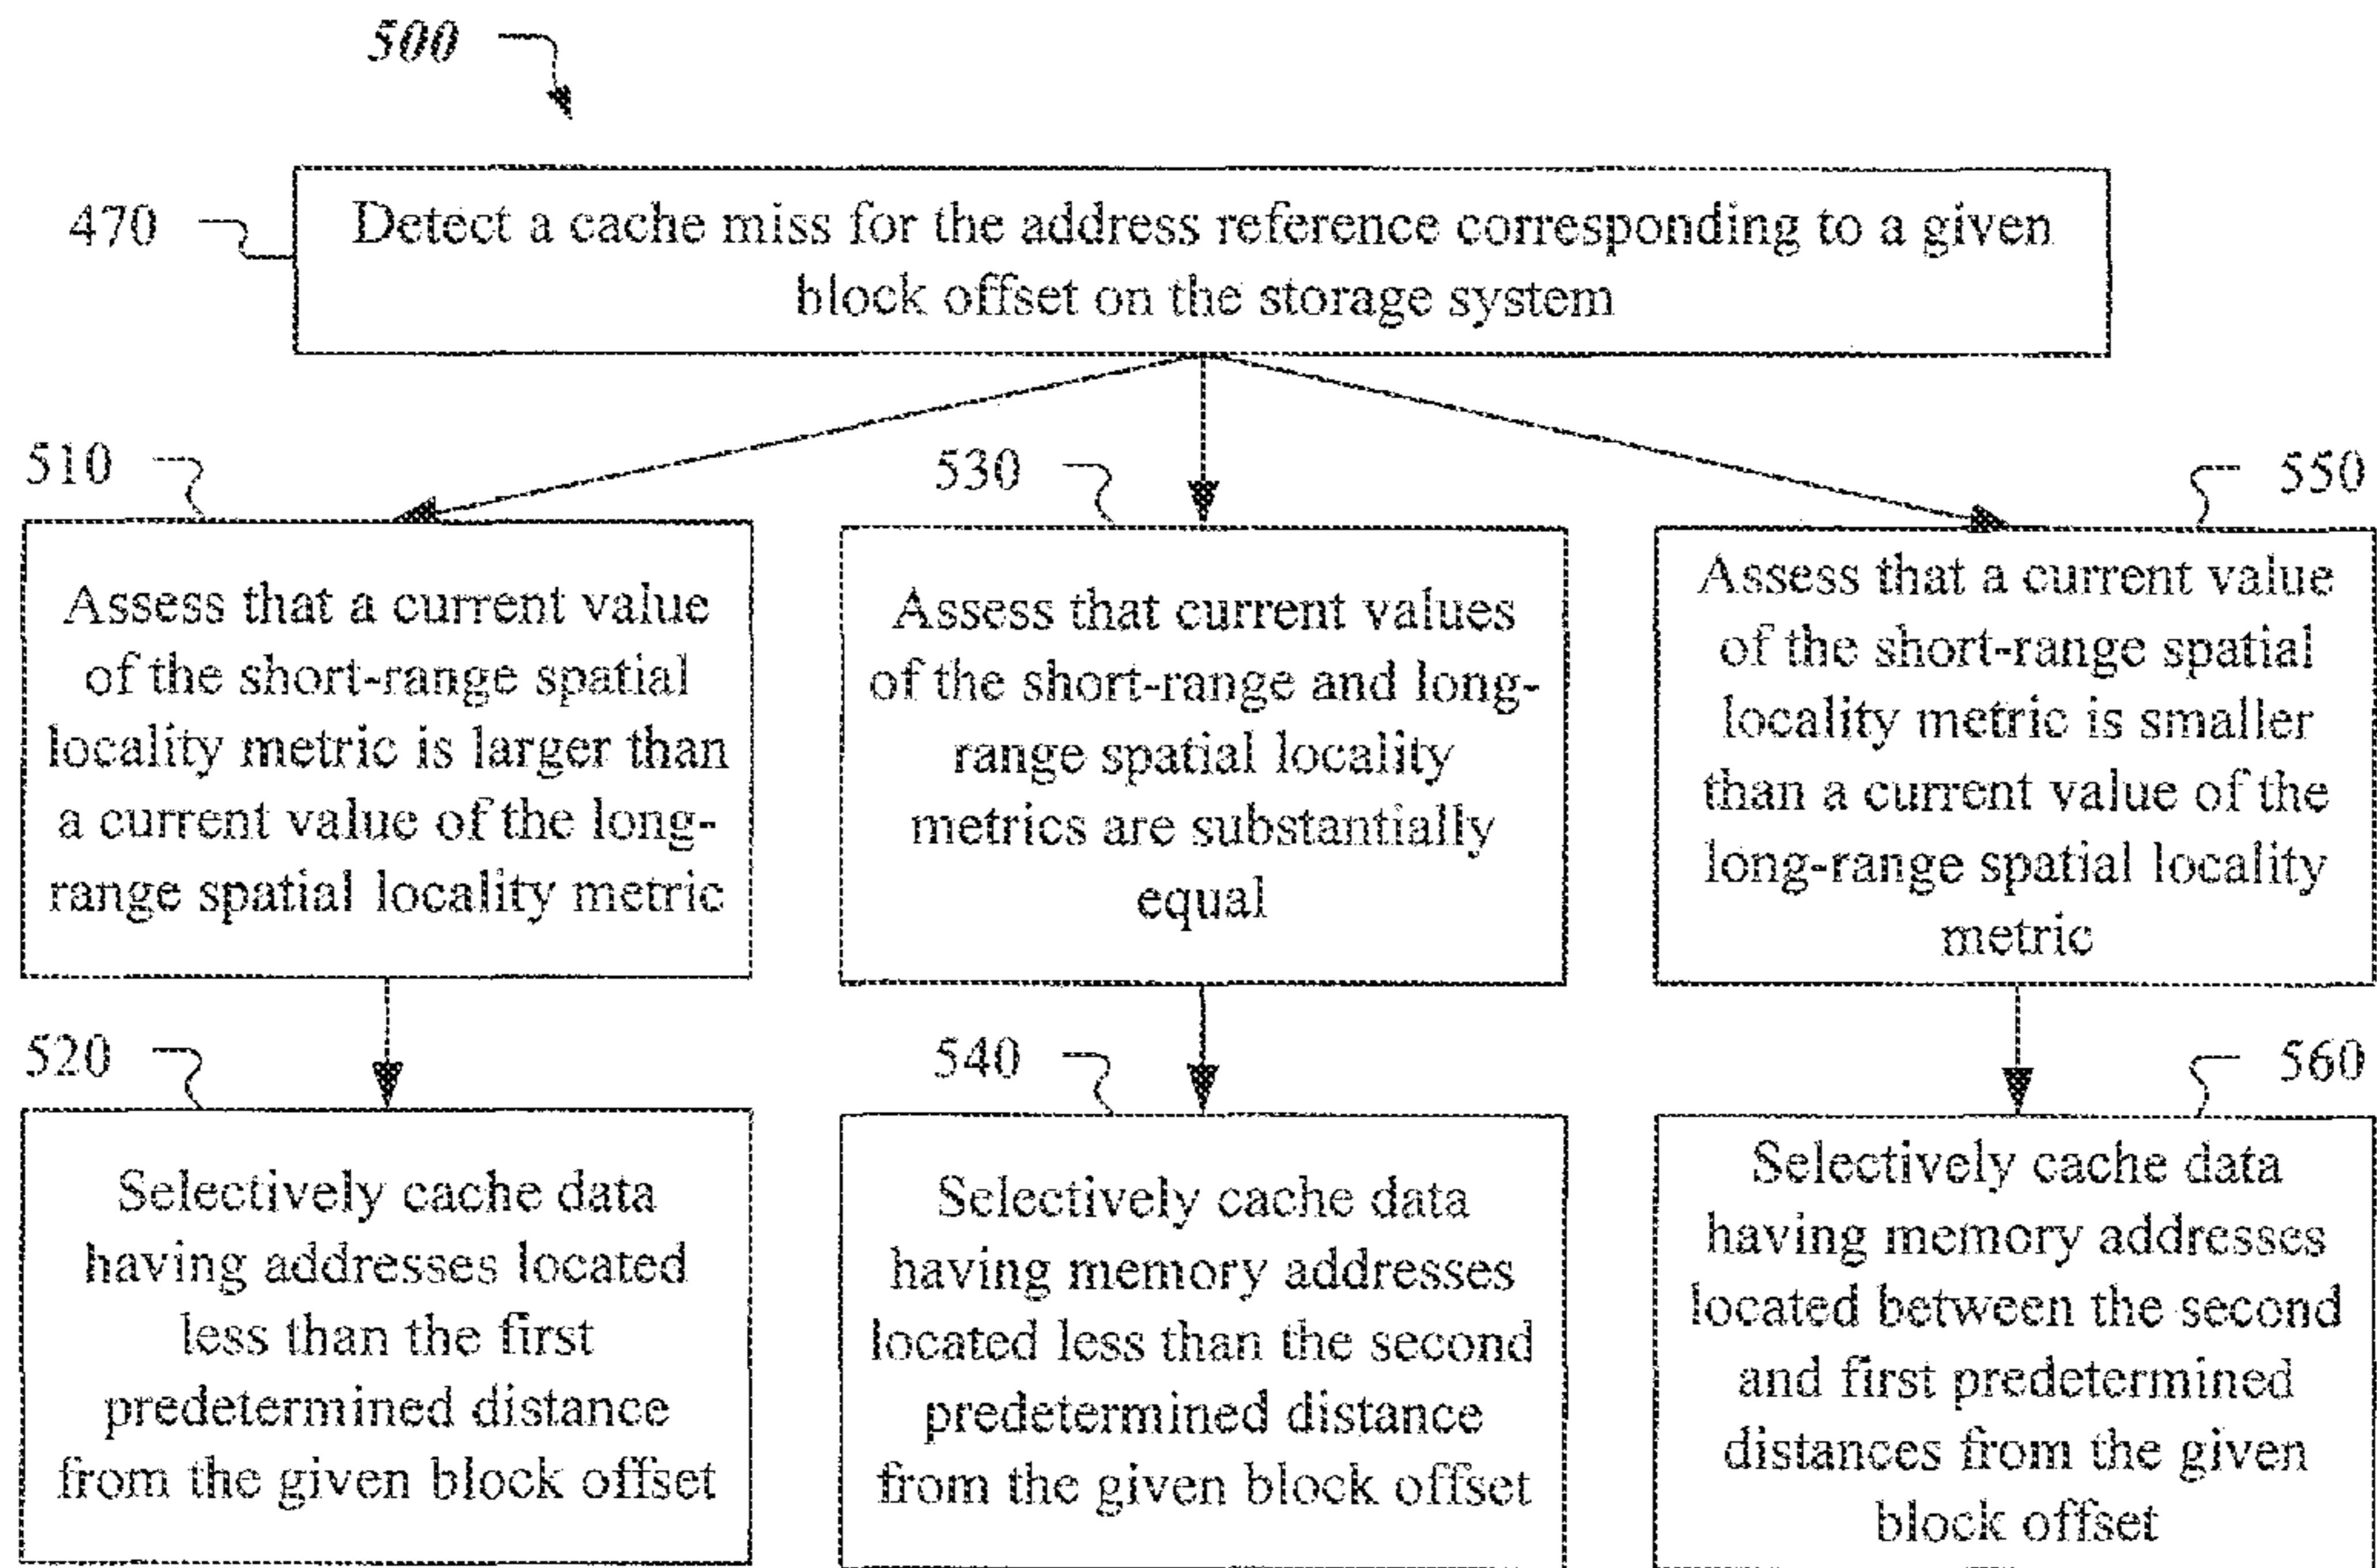 500
470
Detect a cache miss for the address reference corresponding to a given
block offset on the storage system
510
Assess that a current value
of the short-range spatial
locality metric is larger than
a current value of the long-
range spatial locality metric
530
Assess that current values
of the short-range and long-
range spatial locality
metrics are substantially
equal
550
Assess that a current value
of the short-range spatial
locality metric is smaller
than a current value of the
long-range spatial locality
metric
520
Selectively cache data
having addresses located
less than the first
predetermined distance
from the given block offset
540
Selectively cache data
having memory addresses
located less than the second
predetermined distance
from the given block offset
560
Selectively cache data
having memory addresses
located between the second
and first predetermined
distances from the given
block offset